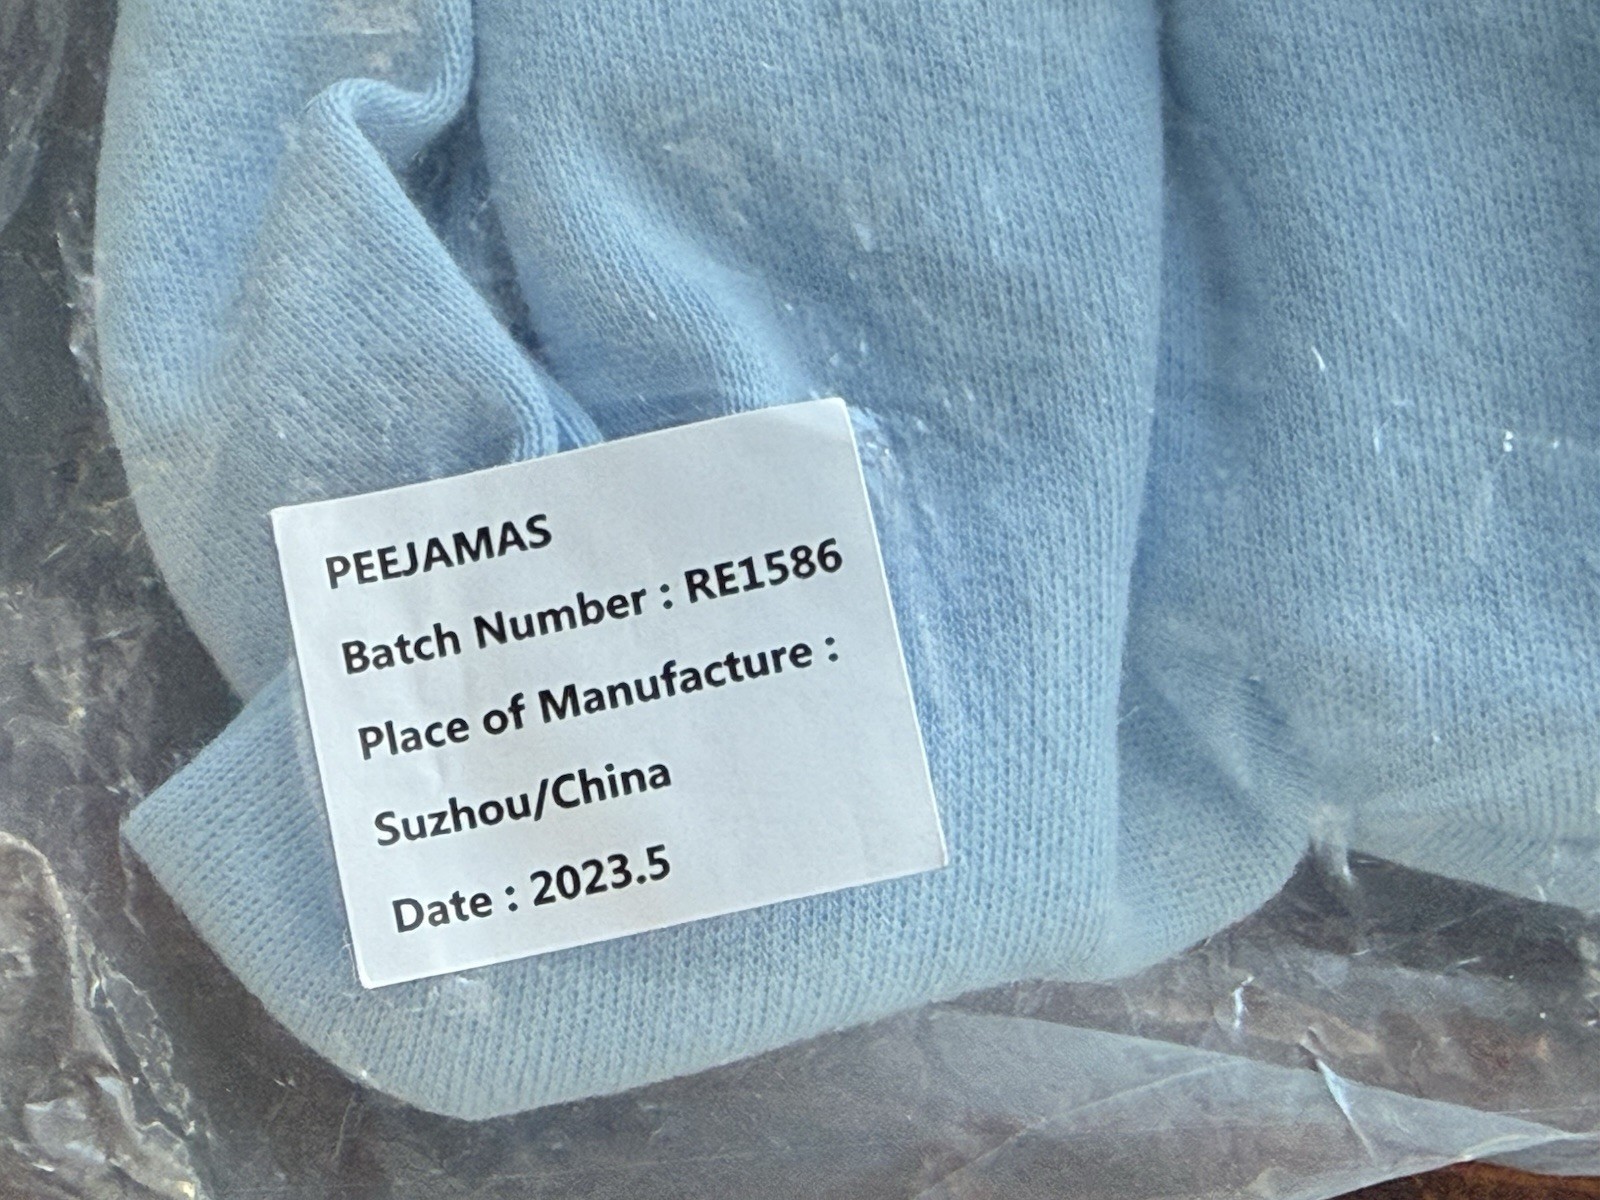 PEEJAMAS
Batch Number : RE1586
Place of Manufacture :
Suzhou/China
Date : 2023.5